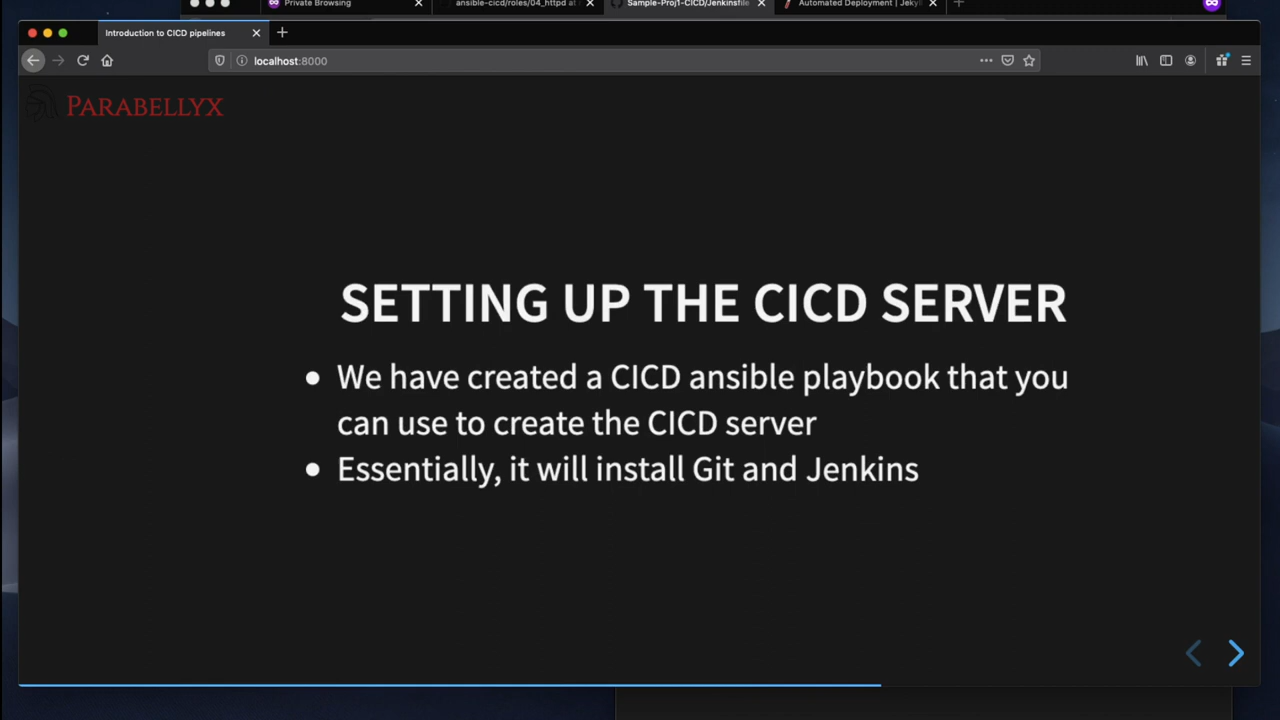 Private Browsing
ansible-cicd/roles/04_httpd at
Sample-Proj1-CICD/Jenkinsfile
Automated Deployment | Jekyl
Introduction to CICD pipelines
localhost:8000
PARABELLYX
SETTING UP THE CICD SERVER
We have created a CICD ansible playbook that you
can use to create the CICD server
Essentially, it will install Git and Jenkins